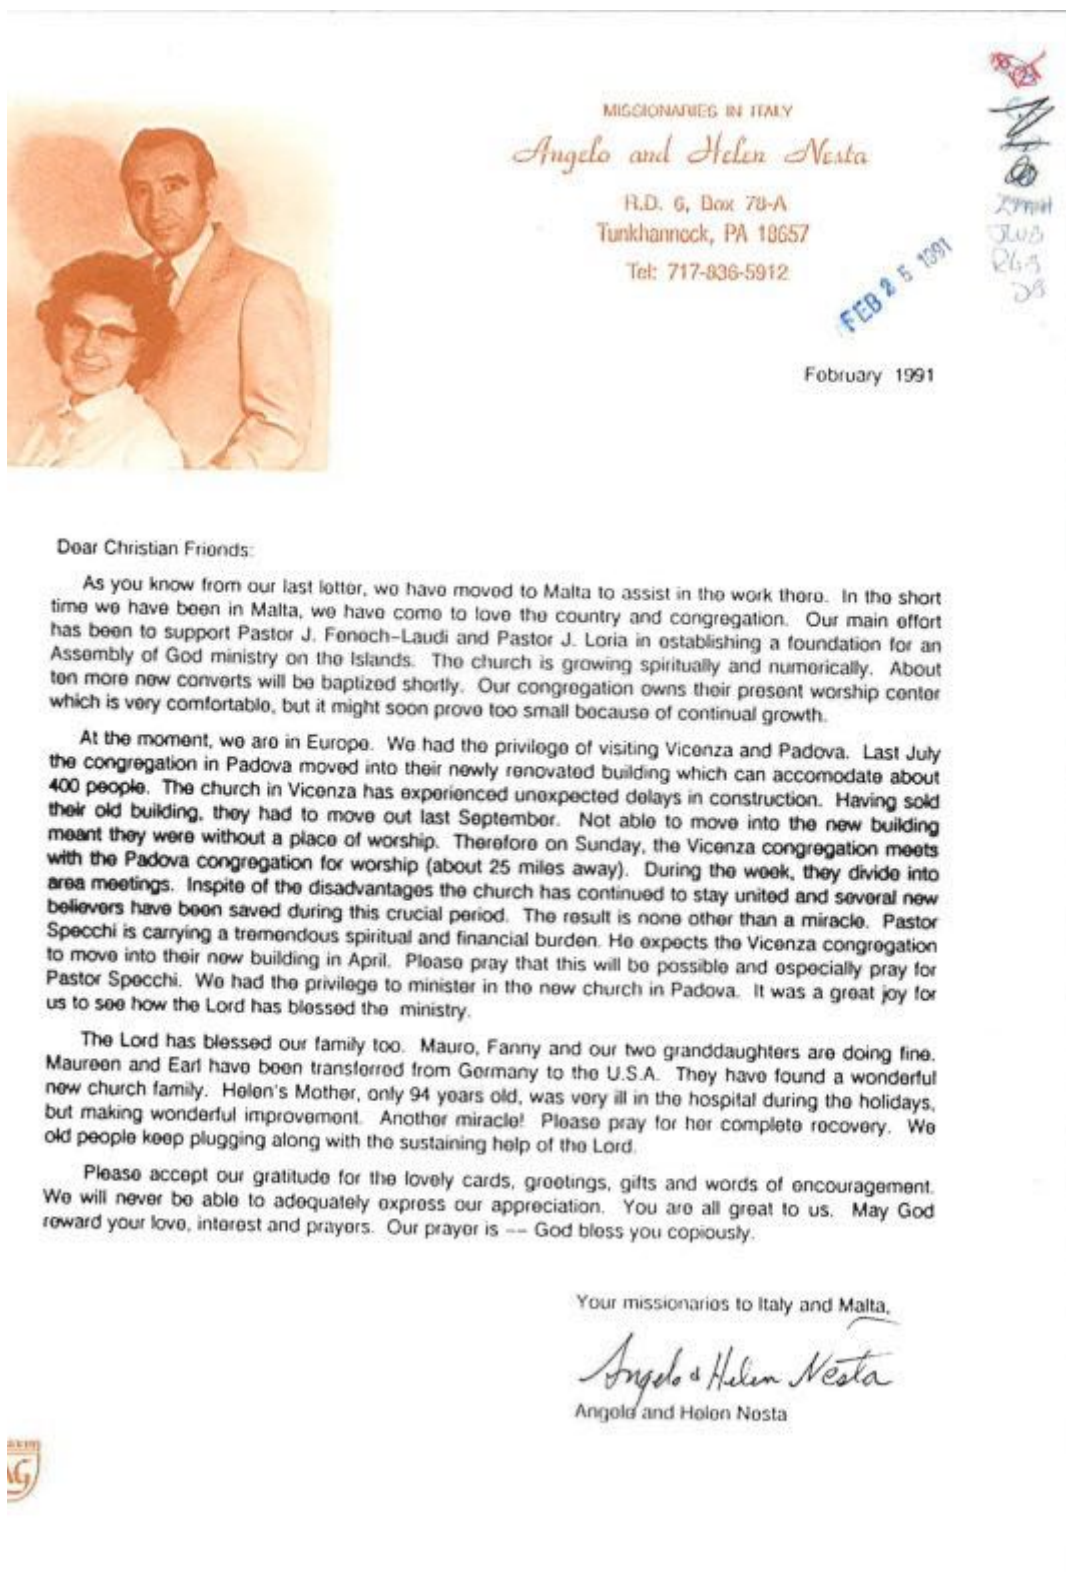 MISSIONARIES IN ITALY
Angelo and Helen Nesta
R.D. 6, Box 78-A
Tunkhannock, PA 18657
Tel: 717-836-5912
FEB 25 1991
JWB
RGS
February 1991
Dear Christian Friends:
As you know from our last letter, we have moved to Malta to assist in the work there. In the short
time we have been in Malta, we have come to love the country and congregation. Our main effort
has been to support Pastor J. Fenech-Laudi and Pastor J. Loria in establishing a foundation for an
Assembly of God ministry on the Islands. The church is growing spiritually and numerically. About
ten more new converts will be baptized shortly. Our congregation owns their present worship center
which is very comfortable, but it might soon prove too small because of continual growth.
At the moment, we are in Europe. We had the privilege of visiting Vicenza and Padova. Last July
the congregation in Padova moved into their newly renovated building which can accomodate about
400 people. The church in Vicenza has experienced unexpected delays in construction. Having sold
their old building, they had to move out last September. Not able to move into the new building
meant they were without a place of worship. Therefore on Sunday, the Vicenza congregation meets
with the Padova congregation for worship (about 25 miles away). During the week, they divide into
area meetings. Inspite of the disadvantages the church has continued to stay united and several new
believers have been saved during this crucial period. The result is none other than a miracle. Pastor
Specchi is carrying a tremendous spiritual and financial burden. He expects the Vicenza congregation
to move into their new building in April. Please pray that this will be possible and especially pray for
Pastor Specchi. We had the privilege to minister in the new church in Padova. It was a great joy for
us to see how the Lord has blessed the ministry.
The Lord has blessed our family too. Mauro, Fanny and our two granddaughters are doing fine.
Maureen and Earl have been transferred from Germany to the U.S.A. They have found a wonderful
new church family. Helen's Mother, only 94 years old, was very ill in the hospital during the holidays,
but making wonderful improvement. Another miracle! Please pray for her complete recovery. We
old people keep plugging along with the sustaining help of the Lord.
Please accept our gratitude for the lovely cards, greetings, gifts and words of encouragement.
We will never be able to adequately express our appreciation. You are all great to us. May God
reward your love, interest and prayers. Our prayer is -- God bless you copiously.
Your missionaries to Italy and Malta,
Angelo & Helen Nesta
Angelo and Helen Nesta